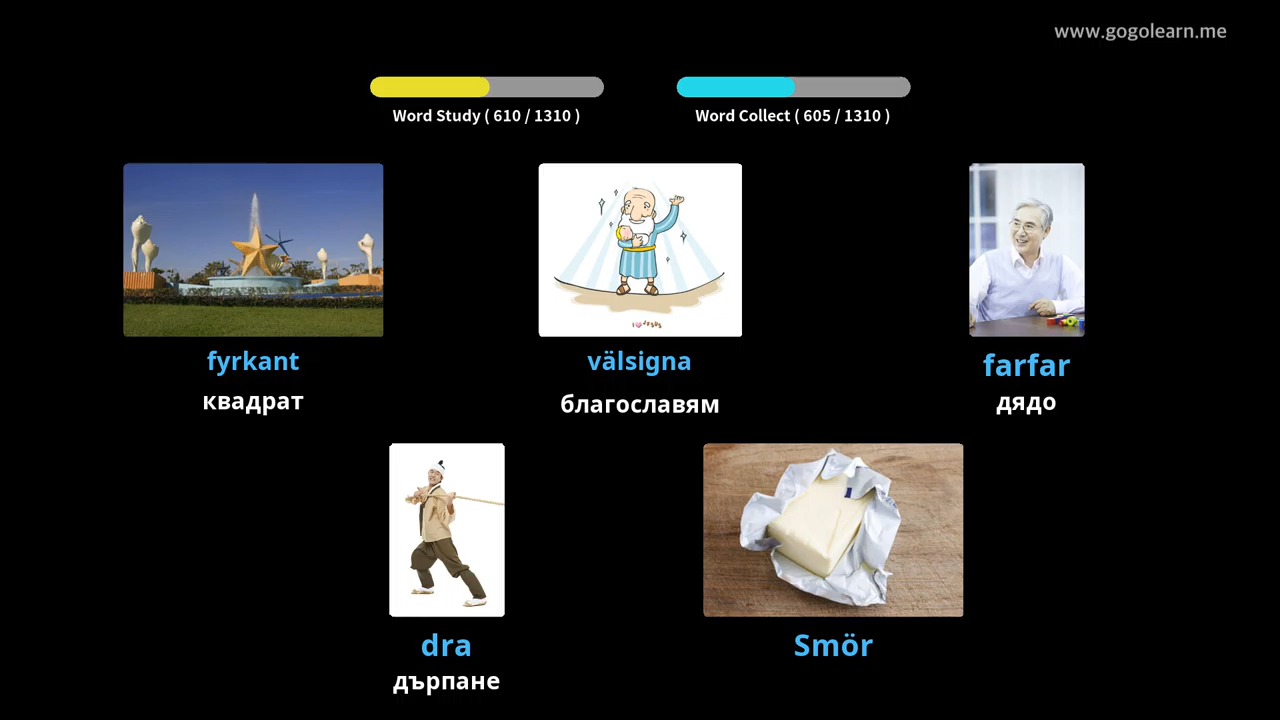 www.gogolearn.me
Word Study ( 610 / 1310 )
Word Collect ( 605 / 1310 )
fyrkant
квадрат
välsigna
благославям
farfar
дядо
dra
дърпане
Smör